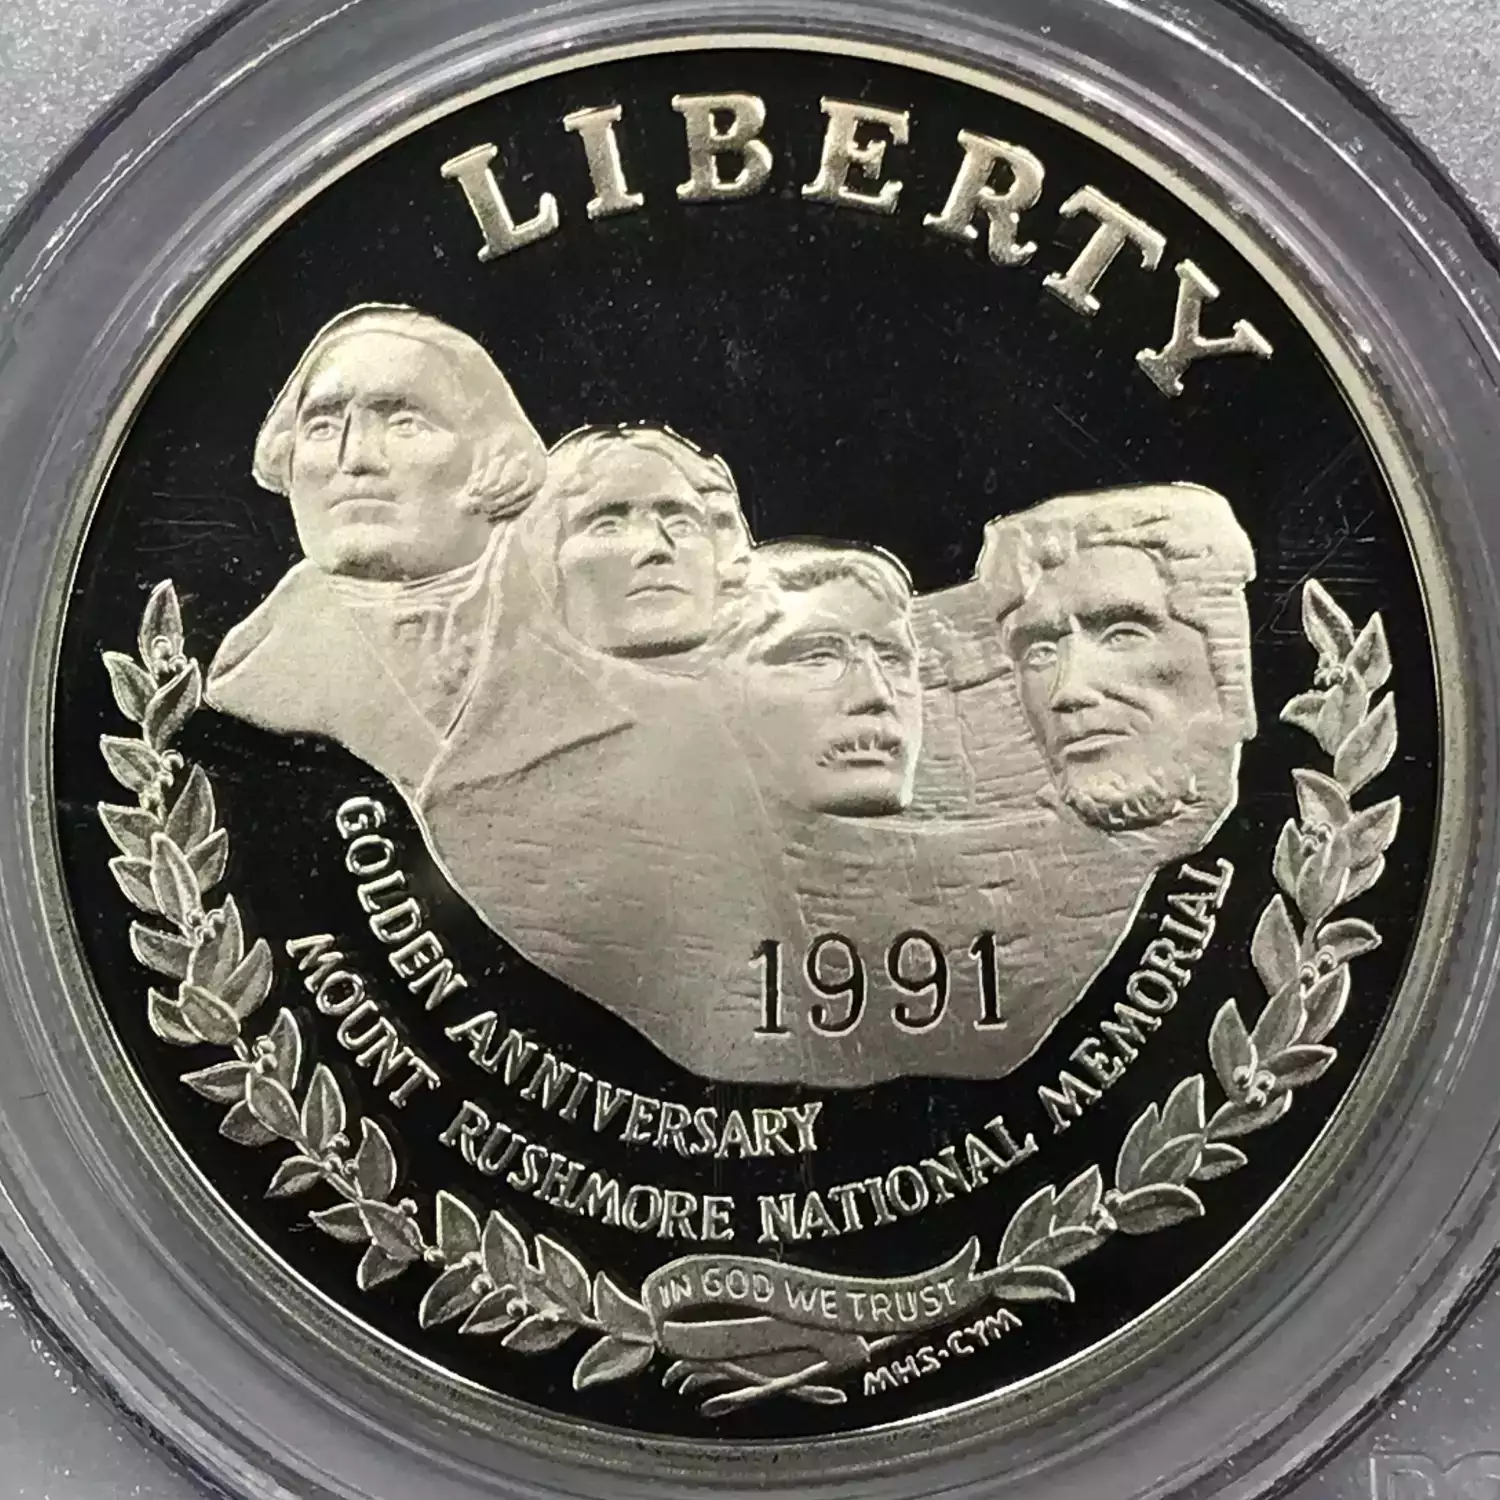 LIBERTY
1991
GOLDEN ANNIVERSARY
MOUNT RUSHMORE NATIONAL MEMORIAL
IN GOD WE TRUST
MHS·CYM